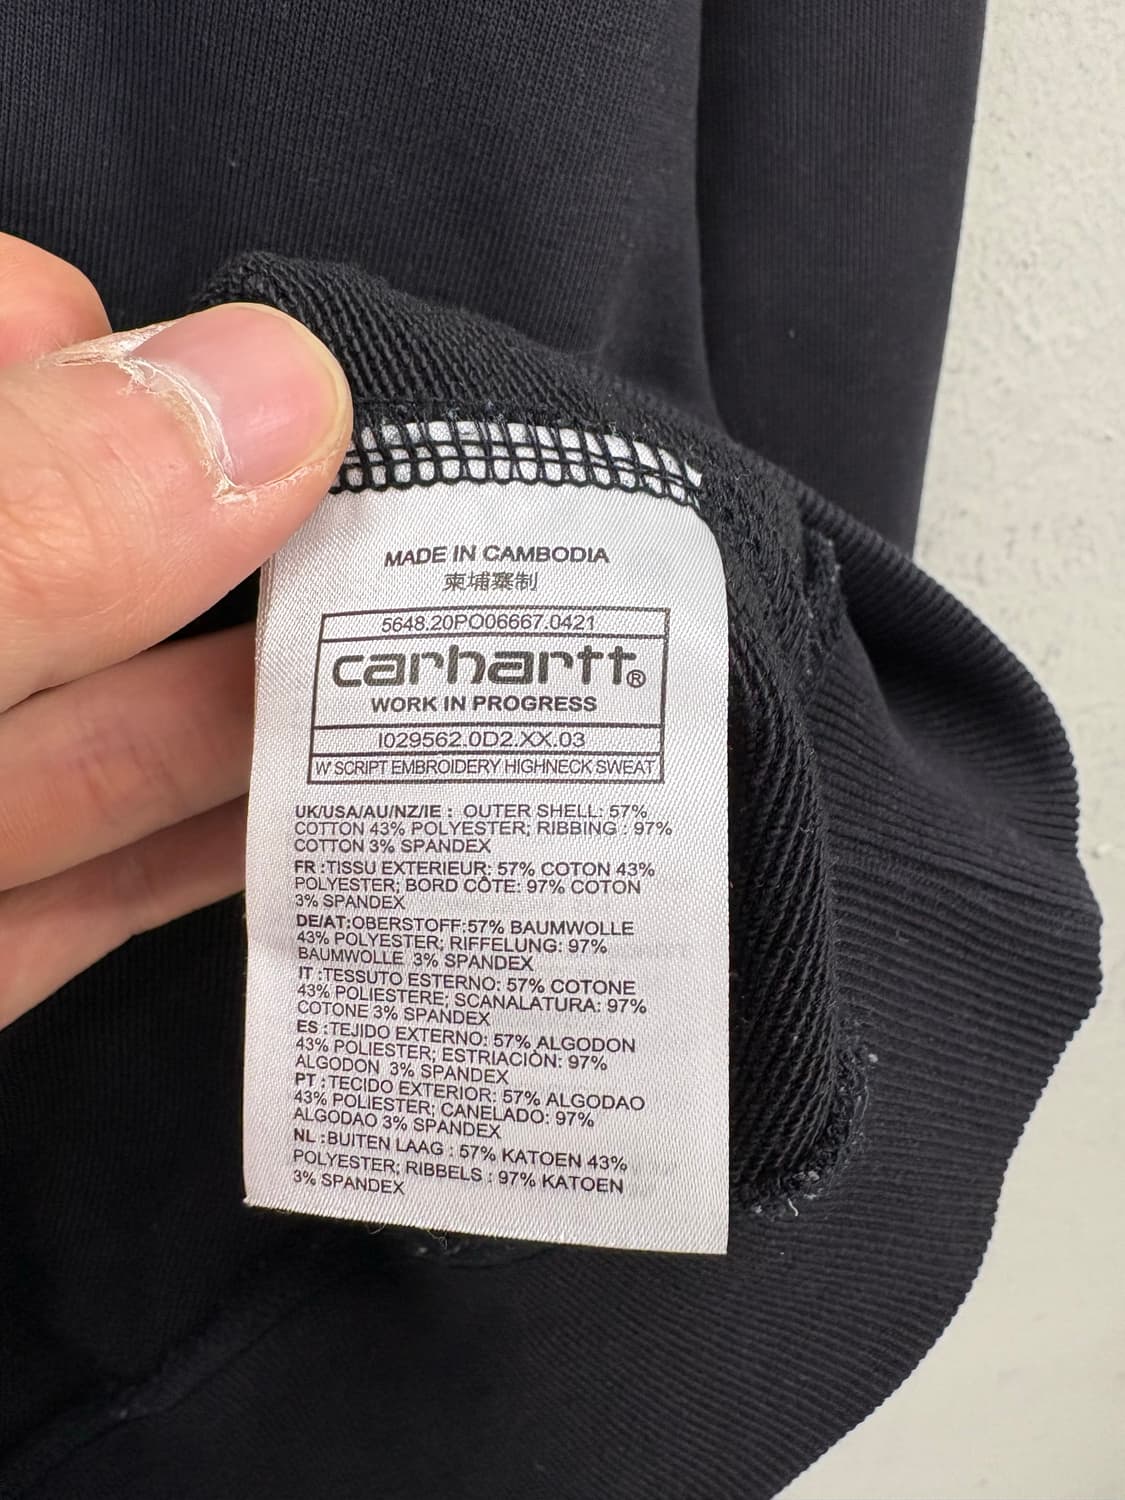 MADE IN CAMBODIA
柬埔寨制
5648.20PO06667.0421
carhartt®
WORK IN PROGRESS
I029562.0D2.XX.03
W SCRIPT EMBROIDERY HIGHNECK SWEAT
UK/USA/AU/NZ/IE : OUTER SHELL: 57%
COTTON 43% POLYESTER; RIBBING : 97%
COTTON 3% SPANDEX
FR :TISSU EXTERIEUR: 57% COTON 43%
POLYESTER; BORD CÔTE: 97% COTON
3% SPANDEX
DE/AT:OBERSTOFF:57% BAUMWOLLE
43% POLYESTER; RIFFELUNG: 97%
BAUMWOLLE 3% SPANDEX
IT :TESSUTO ESTERNO: 57% COTONE
43% POLIESTERE; SCANALATURA: 97%
COTONE 3% SPANDEX
ES :TEJIDO EXTERNO: 57% ALGODON
43% POLIESTER; ESTRIACIÓN: 97%
ALGODON 3% SPANDEX
PT :TECIDO EXTERIOR: 57% ALGODAO
43% POLIESTER; CANELADO: 97%
ALGODAO 3% SPANDEX
NL :BUITEN LAAG : 57% KATOEN 43%
POLYESTER; RIBBELS : 97% KATOEN
3% SPANDEX